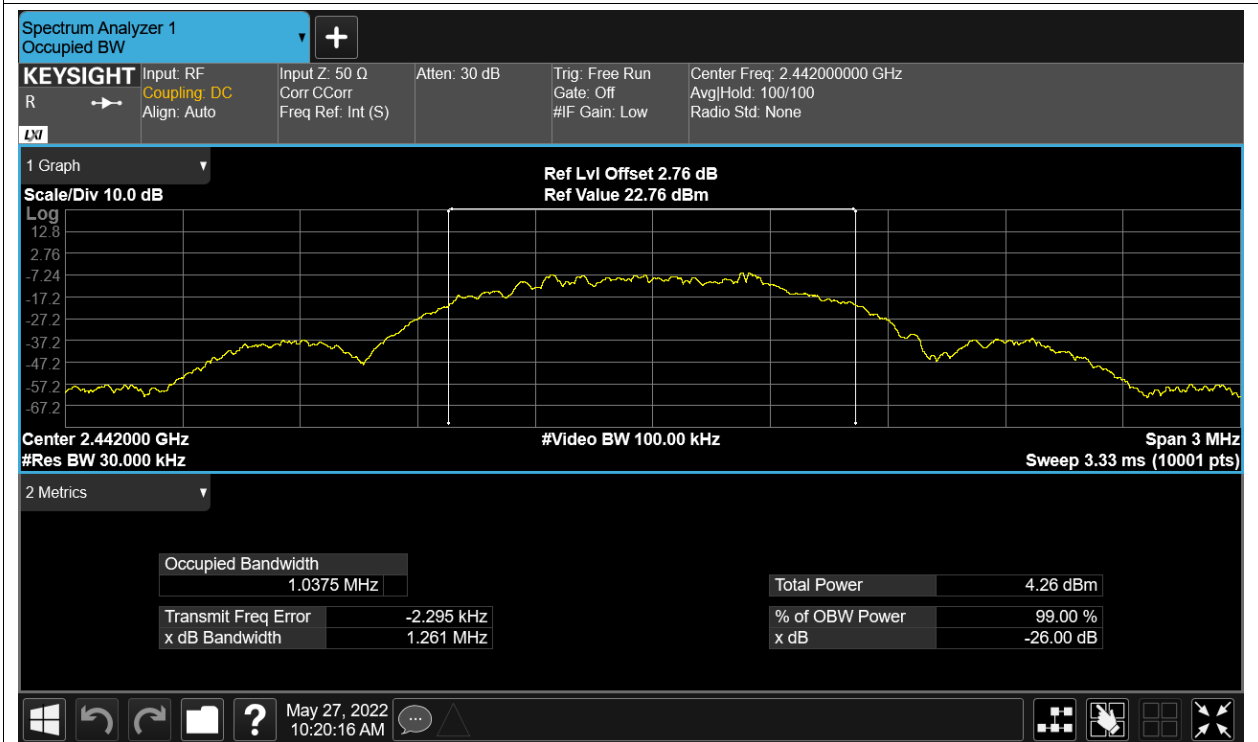 Spectrum Analyzer 1
Occupied BW
KEYSIGHT
R
LXI
Input: RF
Coupling: DC
Align: Auto
Input Z: 50 Ω
Corr CCorr
Freq Ref: Int (S)
Atten: 30 dB
Trig: Free Run
Gate: Off
#IF Gain: Low
Center Freq: 2.442000000 GHz
Avg|Hold: 100/100
Radio Std: None
1 Graph
Scale/Div 10.0 dB
Ref Lvl Offset 2.76 dB
Ref Value 22.76 dBm
Log
12.8
2.76
-7.24
-17.2
-27.2
-37.2
-47.2
-57.2
-67.2
Center 2.442000 GHz
#Res BW 30.000 kHz
#Video BW 100.00 kHz
Span 3 MHz
Sweep 3.33 ms (10001 pts)
2 Metrics
Occupied Bandwidth
1.0375 MHz
Transmit Freq Error -2.295 kHz
x dB Bandwidth 1.261 MHz
Total Power 4.26 dBm
% of OBW Power 99.00 %
x dB -26.00 dB
?
May 27, 2022
10:20:16 AM